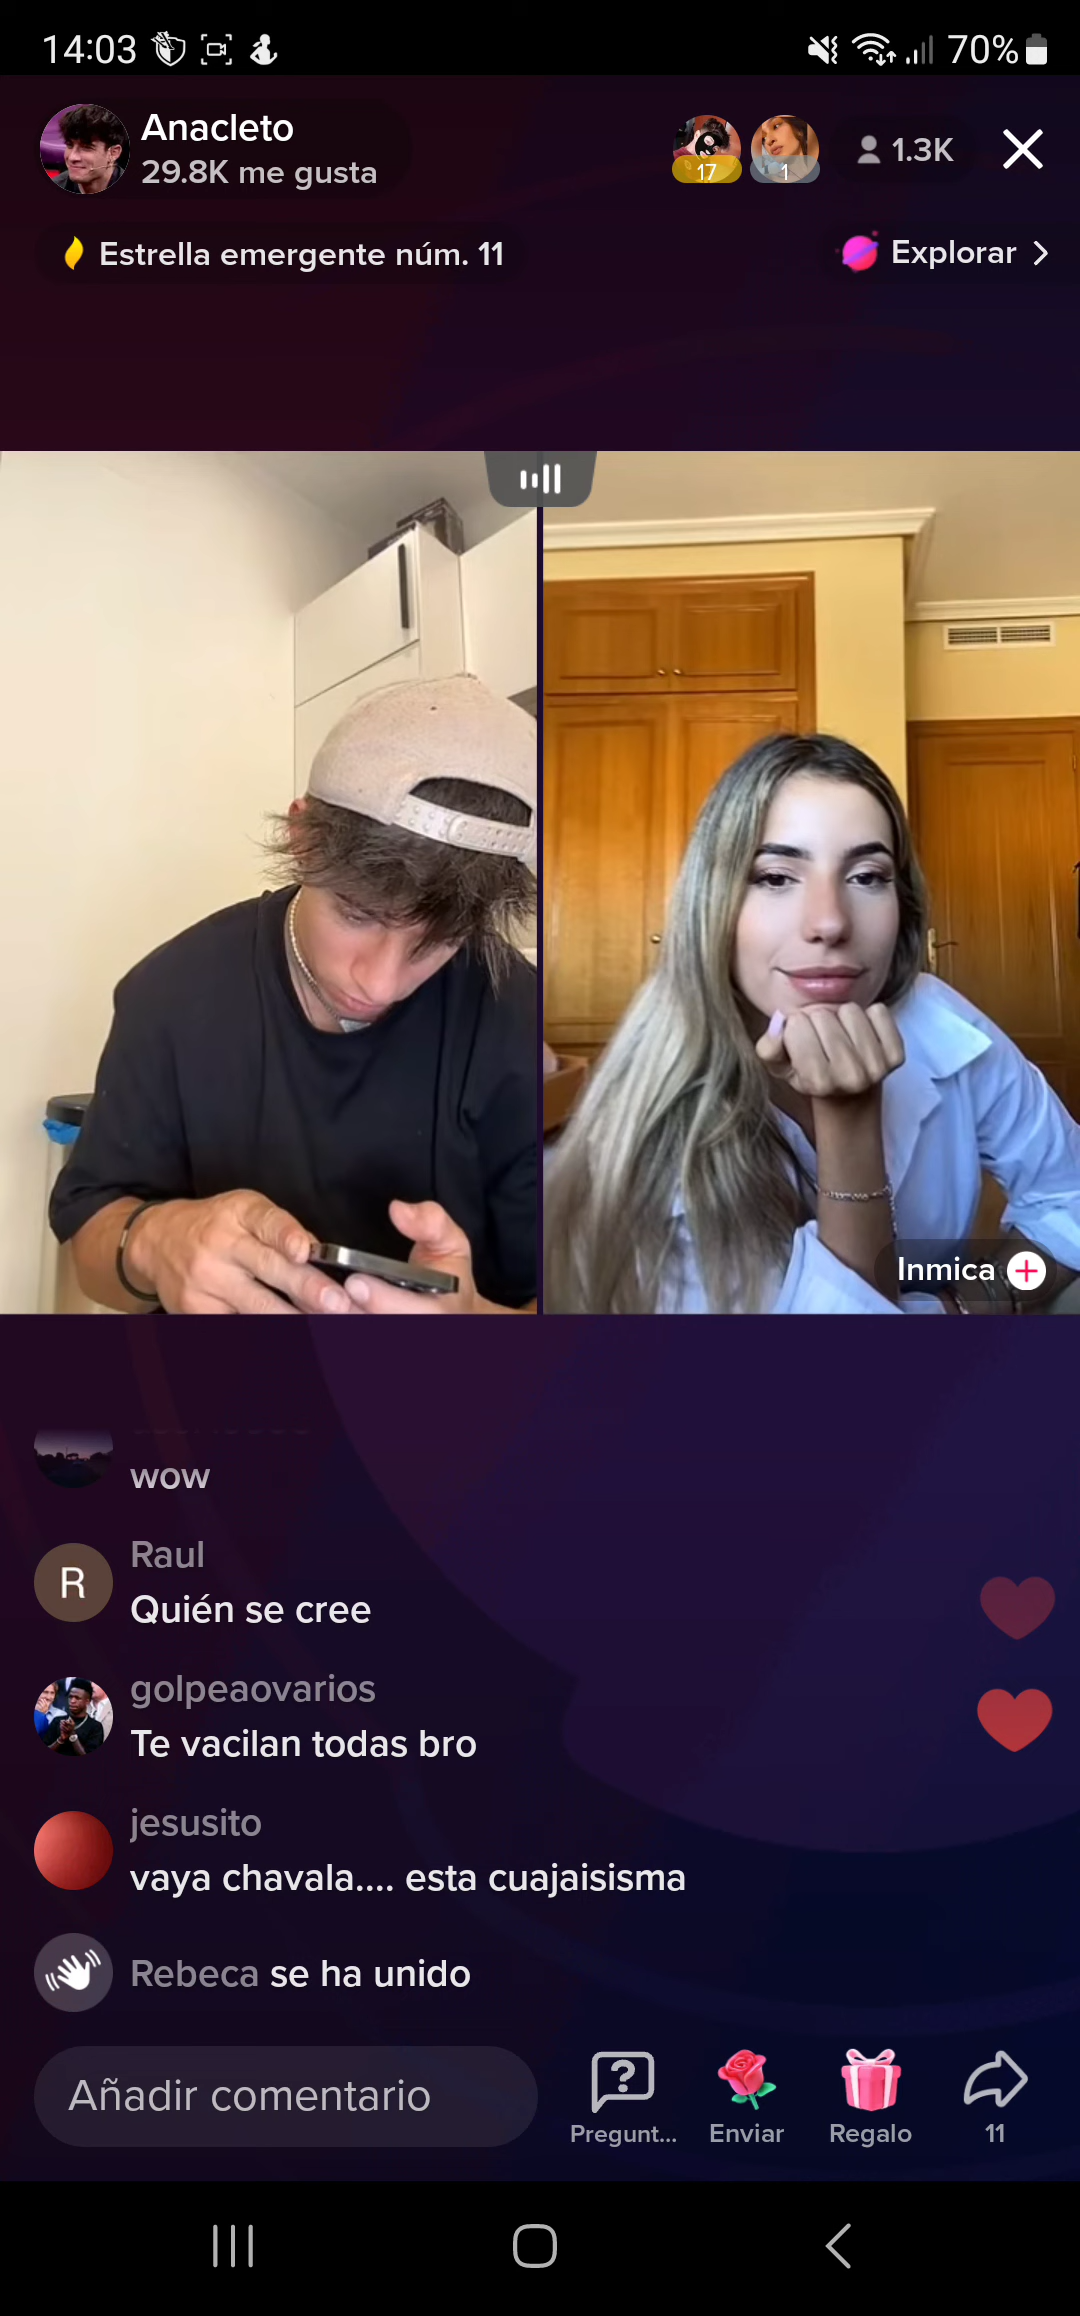 14:03
70%
Anacleto
29.8K me gusta
17
1
1.3K
Estrella emergente núm. 11
Explorar
Inmica
wow
R
Raul
Quién se cree
golpeaovarios
Te vacilan todas bro
jesusito
vaya chavala.... esta cuajaisisma
Rebeca se ha unido
Añadir comentario
Pregunt...
Enviar
Regalo
11